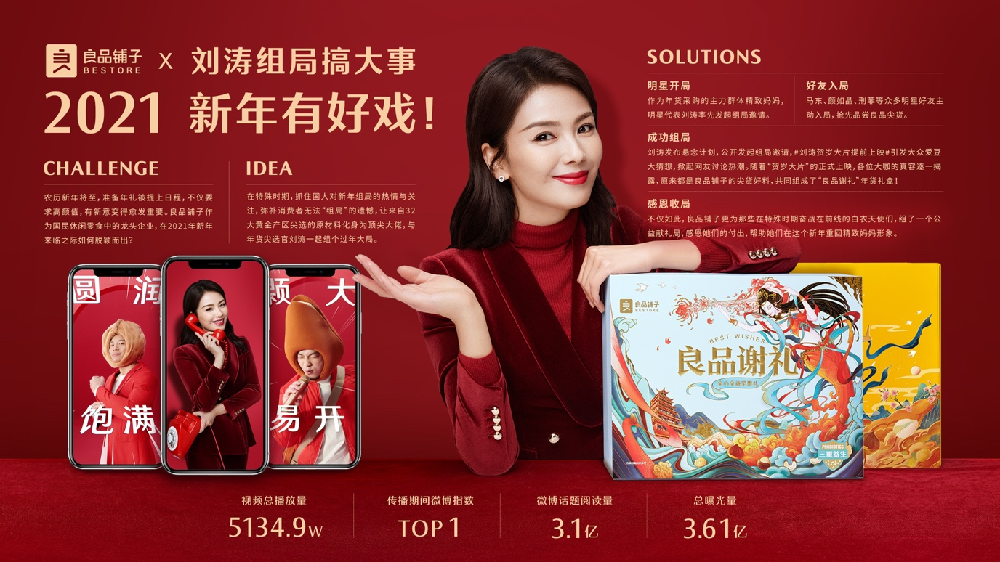 良品铺子
BESTORE
X
刘涛组局搞大事
2021 新年有好戏!
CHALLENGE
农历新年将至,准备年礼被提上日程,不仅要
求高颜值,有新意变得愈发重要。良品铺子作
为国民休闲零食中的龙头企业,在2021年新年
来临之际如何脱颖而出?
IDEA
在特殊时期,抓住国人对新年组局的热情与关
注,弥补消费者无法“组局”的遗憾,让来自32
大黄金产区尖选的原材料化身为顶尖大佬,与
年货尖选官刘涛一起组个过年大局。
SOLUTIONS
明星开局
作为年货采购的主力群体精致妈妈,
明星代表刘涛率先发起组局邀请。
好友入局
马东、颜如晶、刑菲等众多明星好友主
动入局,抢先品尝良品尖货。
成功组局
刘涛发布悬念计划,公开发起组局邀请,#刘涛贺岁大片提前上映#引发大众爱豆
大猜想,掀起网友讨论热潮。随着“贺岁大片”的正式上映,各位大咖的真容逐一揭
露,原来都是良品铺子的尖货好料,共同组成了“良品谢礼”年货礼盒!
感恩收局
不仅如此,良品铺子更为那些在特殊时期奋战在前线的白衣天使们,组了一个公
益献礼局,感恩她们的付出,帮助她们在这个新年重回精致妈妈形象。
圆 润
饱 满
颗 大
易 开
良品铺子
BESTORE
BEST WISHES
良品谢礼
全心全益坚果礼
PROBIOTICS
三重益生
视频总播放量
5134.9W
传播期间微博指数
TOP 1
微博话题阅读量
3.1亿
总曝光量
3.61亿